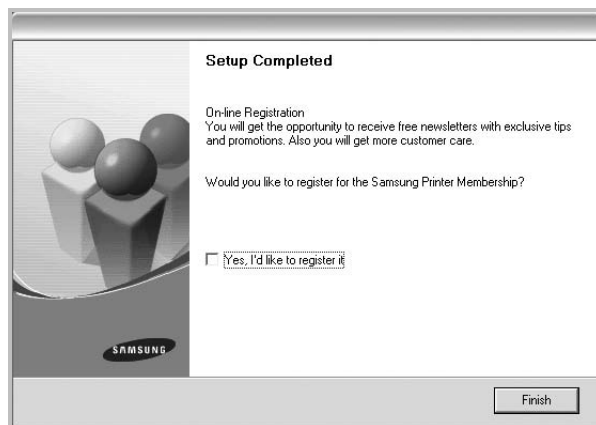 Setup Completed
On-line Registration
You will get the opportunity to receive free newsletters with exclusive tips
and promotions. Also you will get more customer care.
Would you like to register for the Samsung Printer Membership?
Yes, I'd like to register it
SAMSUNG
Finish